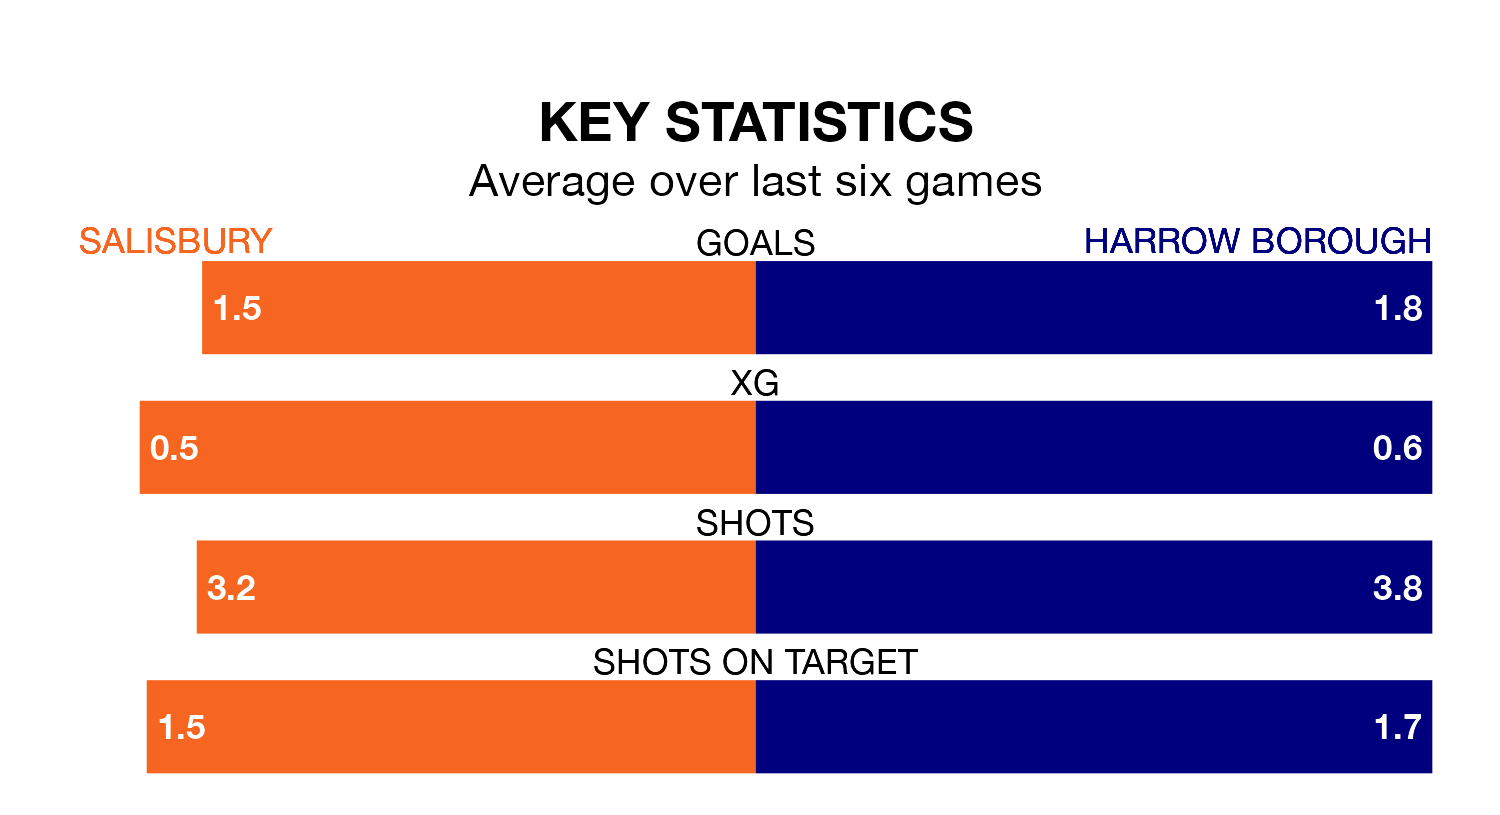 KEY STATISTICS
Average over last six games
SALISBURY GOALS HARROW BOROUGH
1.5 1.8
XG
0.5 0.6
SHOTS
3.2 3.8
SHOTS ON TARGET
1.5 1.7